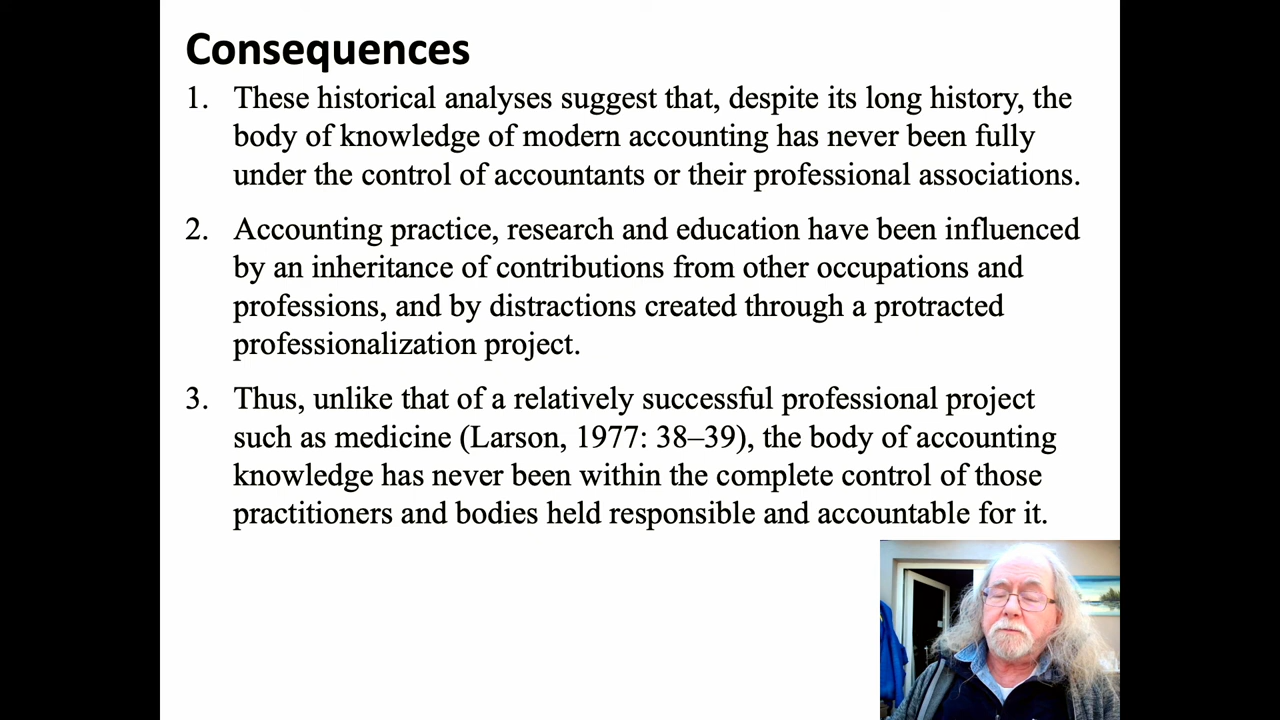 Consequences
1. These historical analyses suggest that, despite its long history, the
body of knowledge of modern accounting has never been fully
under the control of accountants or their professional associations.
2. Accounting practice, research and education have been influenced
by an inheritance of contributions from other occupations and
professions, and by distractions created through a protracted
professionalization project.
3. Thus, unlike that of a relatively successful professional project
such as medicine (Larson, 1977: 38–39), the body of accounting
knowledge has never been within the complete control of those
practitioners and bodies held responsible and accountable for it.